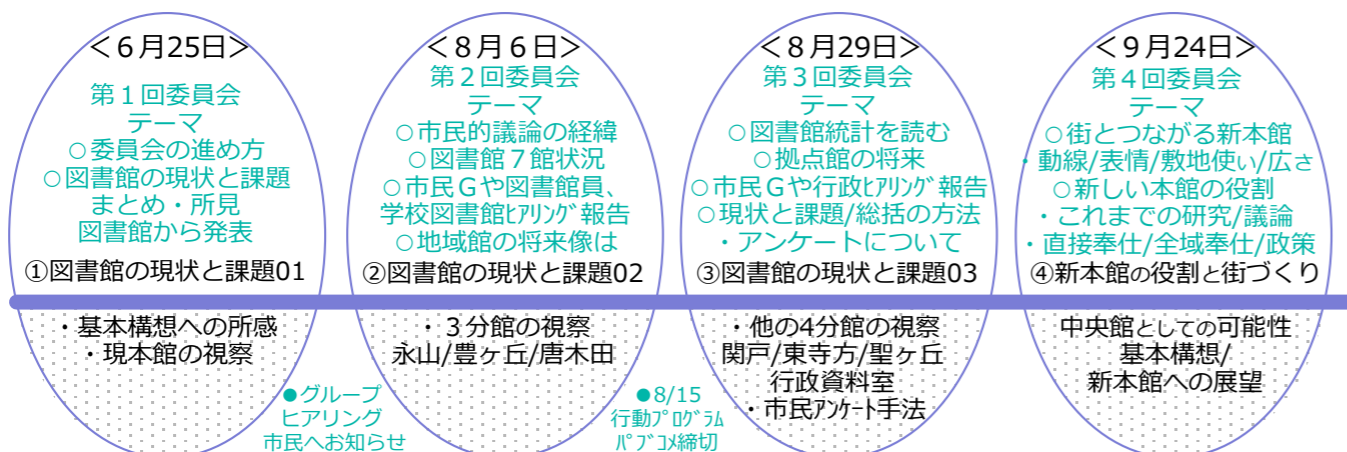 ＜６月25日＞
第１回委員会
テーマ
○委員会の進め方
○図書館の現状と課題
まとめ・所見
図書館から発表
①図書館の現状と課題01
・基本構想への所感
・現本館の視察
●グループ
ヒアリング
市民へお知らせ
＜８月６日＞
第２回委員会
テーマ
○市民的議論の経緯
○図書館７館状況
○市民Ｇや図書館員、
学校図書館ﾋｱﾘﾝｸﾞ報告
○地域館の将来像は
②図書館の現状と課題02
・３分館の視察
永山/豊ヶ丘/唐木田
●8/15
行動ﾌﾟﾛｸﾞﾗﾑ
ﾊﾟﾌﾞｺﾒ締切
＜８月29日＞
第３回委員会
テーマ
○図書館統計を読む
○拠点館の将来
○市民Ｇや行政ﾋｱﾘﾝｸﾞ報告
○現状と課題/総括の方法
・アンケートについて
③図書館の現状と課題03
・他の4分館の視察
関戸/東寺方/聖ヶ丘
行政資料室
・市民ｱﾝｹｰﾄ手法
＜９月24日＞
第４回委員会
テーマ
○街とつながる新本館
・動線/表情/敷地使い/広さ
○新しい本館の役割
・これまでの研究/議論
・直接奉仕/全域奉仕/政策
④新本館の役割と街づくり
中央館としての可能性
基本構想/
新本館への展望